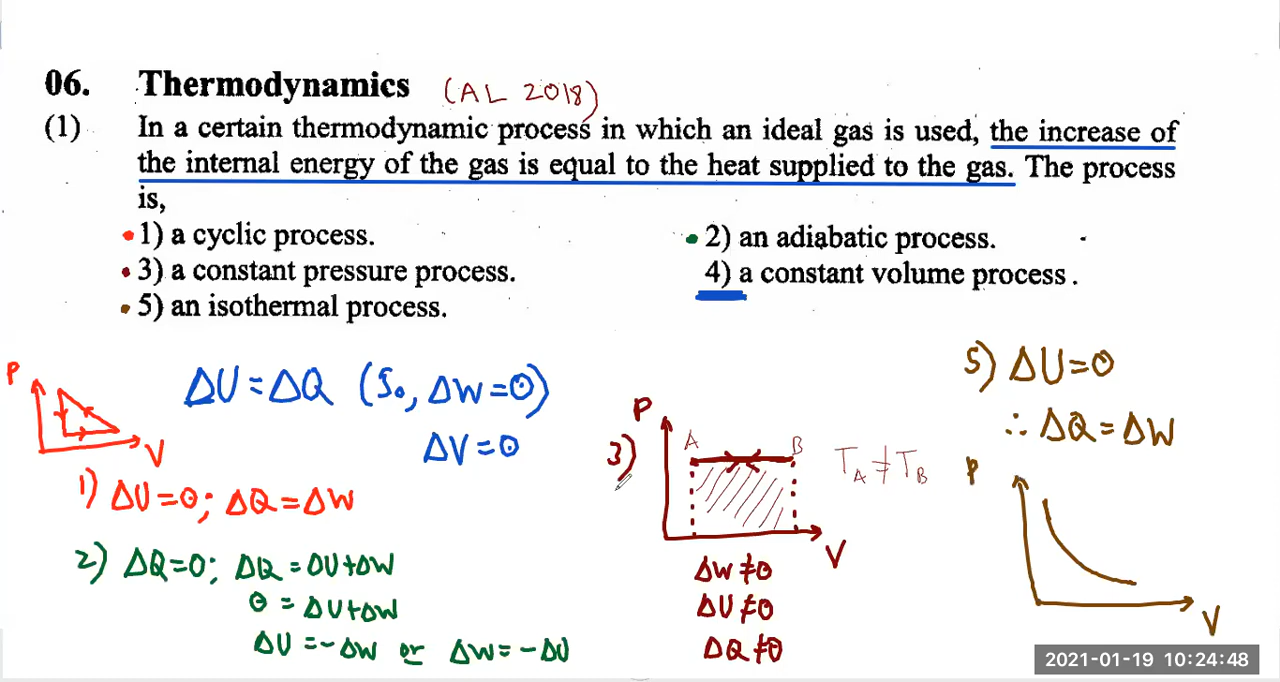 06. Thermodynamics (AL 2018)
(1) In a certain thermodynamic process in which an ideal gas is used, the increase of
the internal energy of the gas is equal to the heat supplied to the gas. The process
is,
1) a cyclic process. 2) an adiabatic process.
3) a constant pressure process. 4) a constant volume process.
5) an isothermal process.
P
V
ΔU = ΔQ (So, ΔW = 0)
ΔV = 0
1) ΔU = 0; ΔQ = ΔW
2) ΔQ = 0; ΔQ = ΔU + ΔW
0 = ΔU + ΔW
ΔU = -ΔW or ΔW = -ΔU
3)
P
A B
V
T_A ≠ T_B
ΔW ≠ 0
ΔU ≠ 0
ΔQ ≠ 0
5) ΔU = 0
∴ ΔQ = ΔW
P
V
2021-01-19 10:24:48